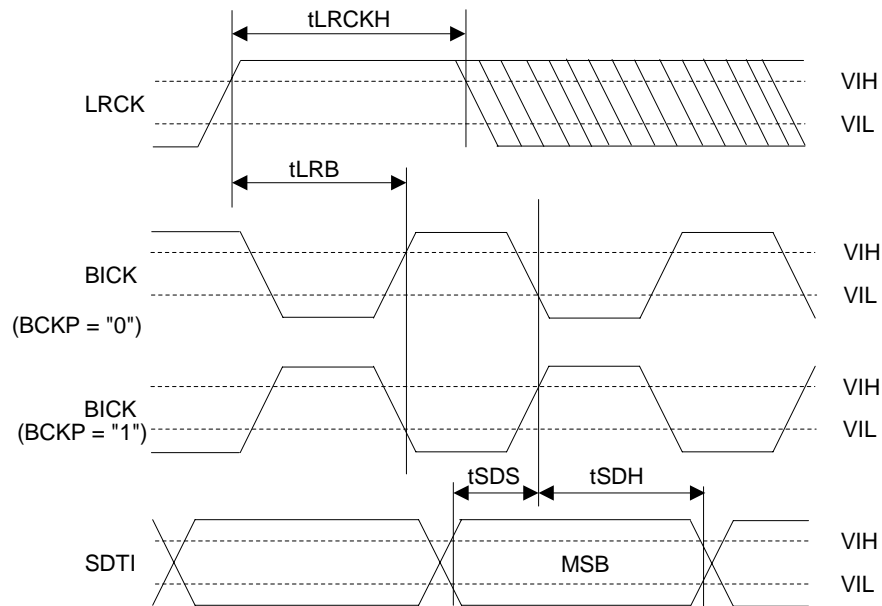 tLRCKH
LRCK
VIH
VIL
tLRB
BICK
VIH
VIL
(BCKP = "0")
BICK
(BCKP = "1")
VIH
VIL
tSDS
tSDH
SDTI
MSB
VIH
VIL